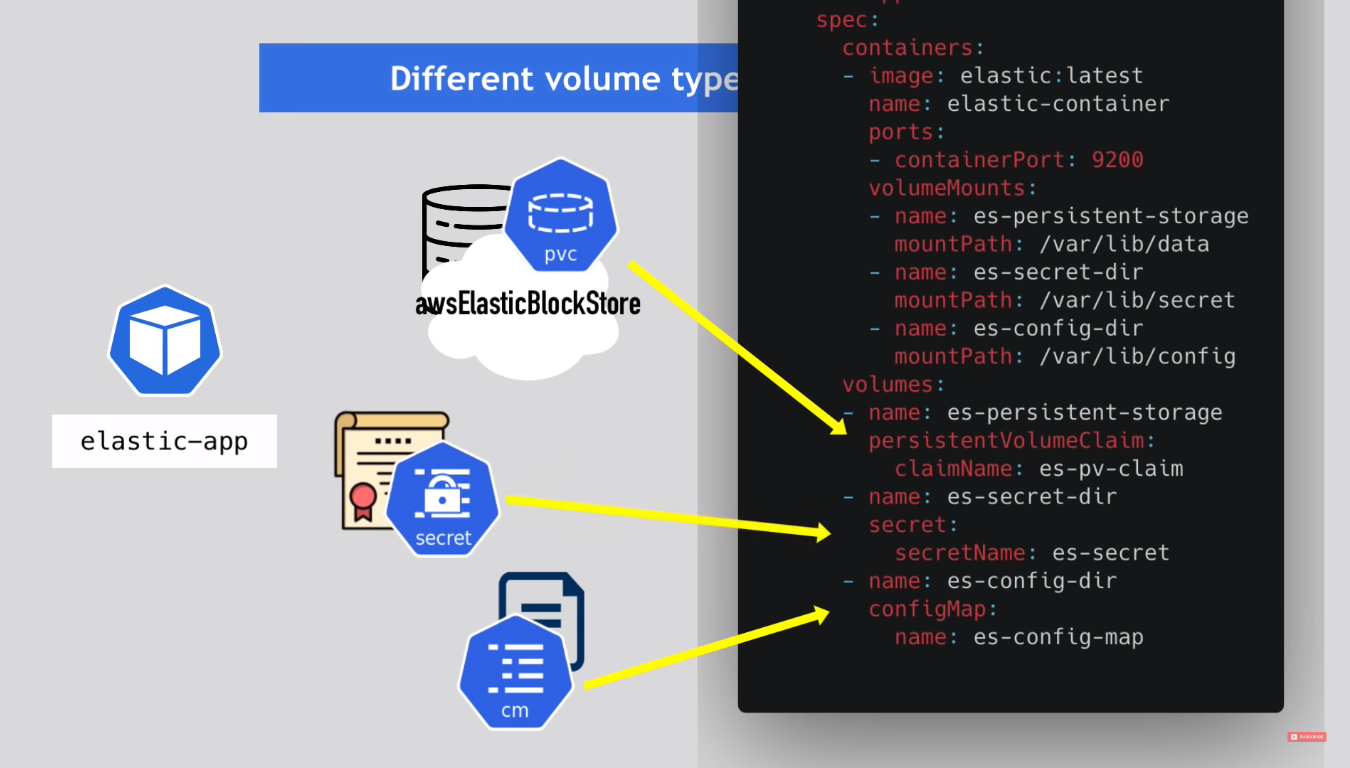 Different volume type
pvc
awsElasticBlockStore
elastic-app
secret
cm
spec:
containers:
- image: elastic:latest
name: elastic-container
ports:
- containerPort: 9200
volumeMounts:
- name: es-persistent-storage
mountPath: /var/lib/data
- name: es-secret-dir
mountPath: /var/lib/secret
- name: es-config-dir
mountPath: /var/lib/config
volumes:
- name: es-persistent-storage
persistentVolumeClaim:
claimName: es-pv-claim
- name: es-secret-dir
secret:
secretName: es-secret
- name: es-config-dir
configMap:
name: es-config-map